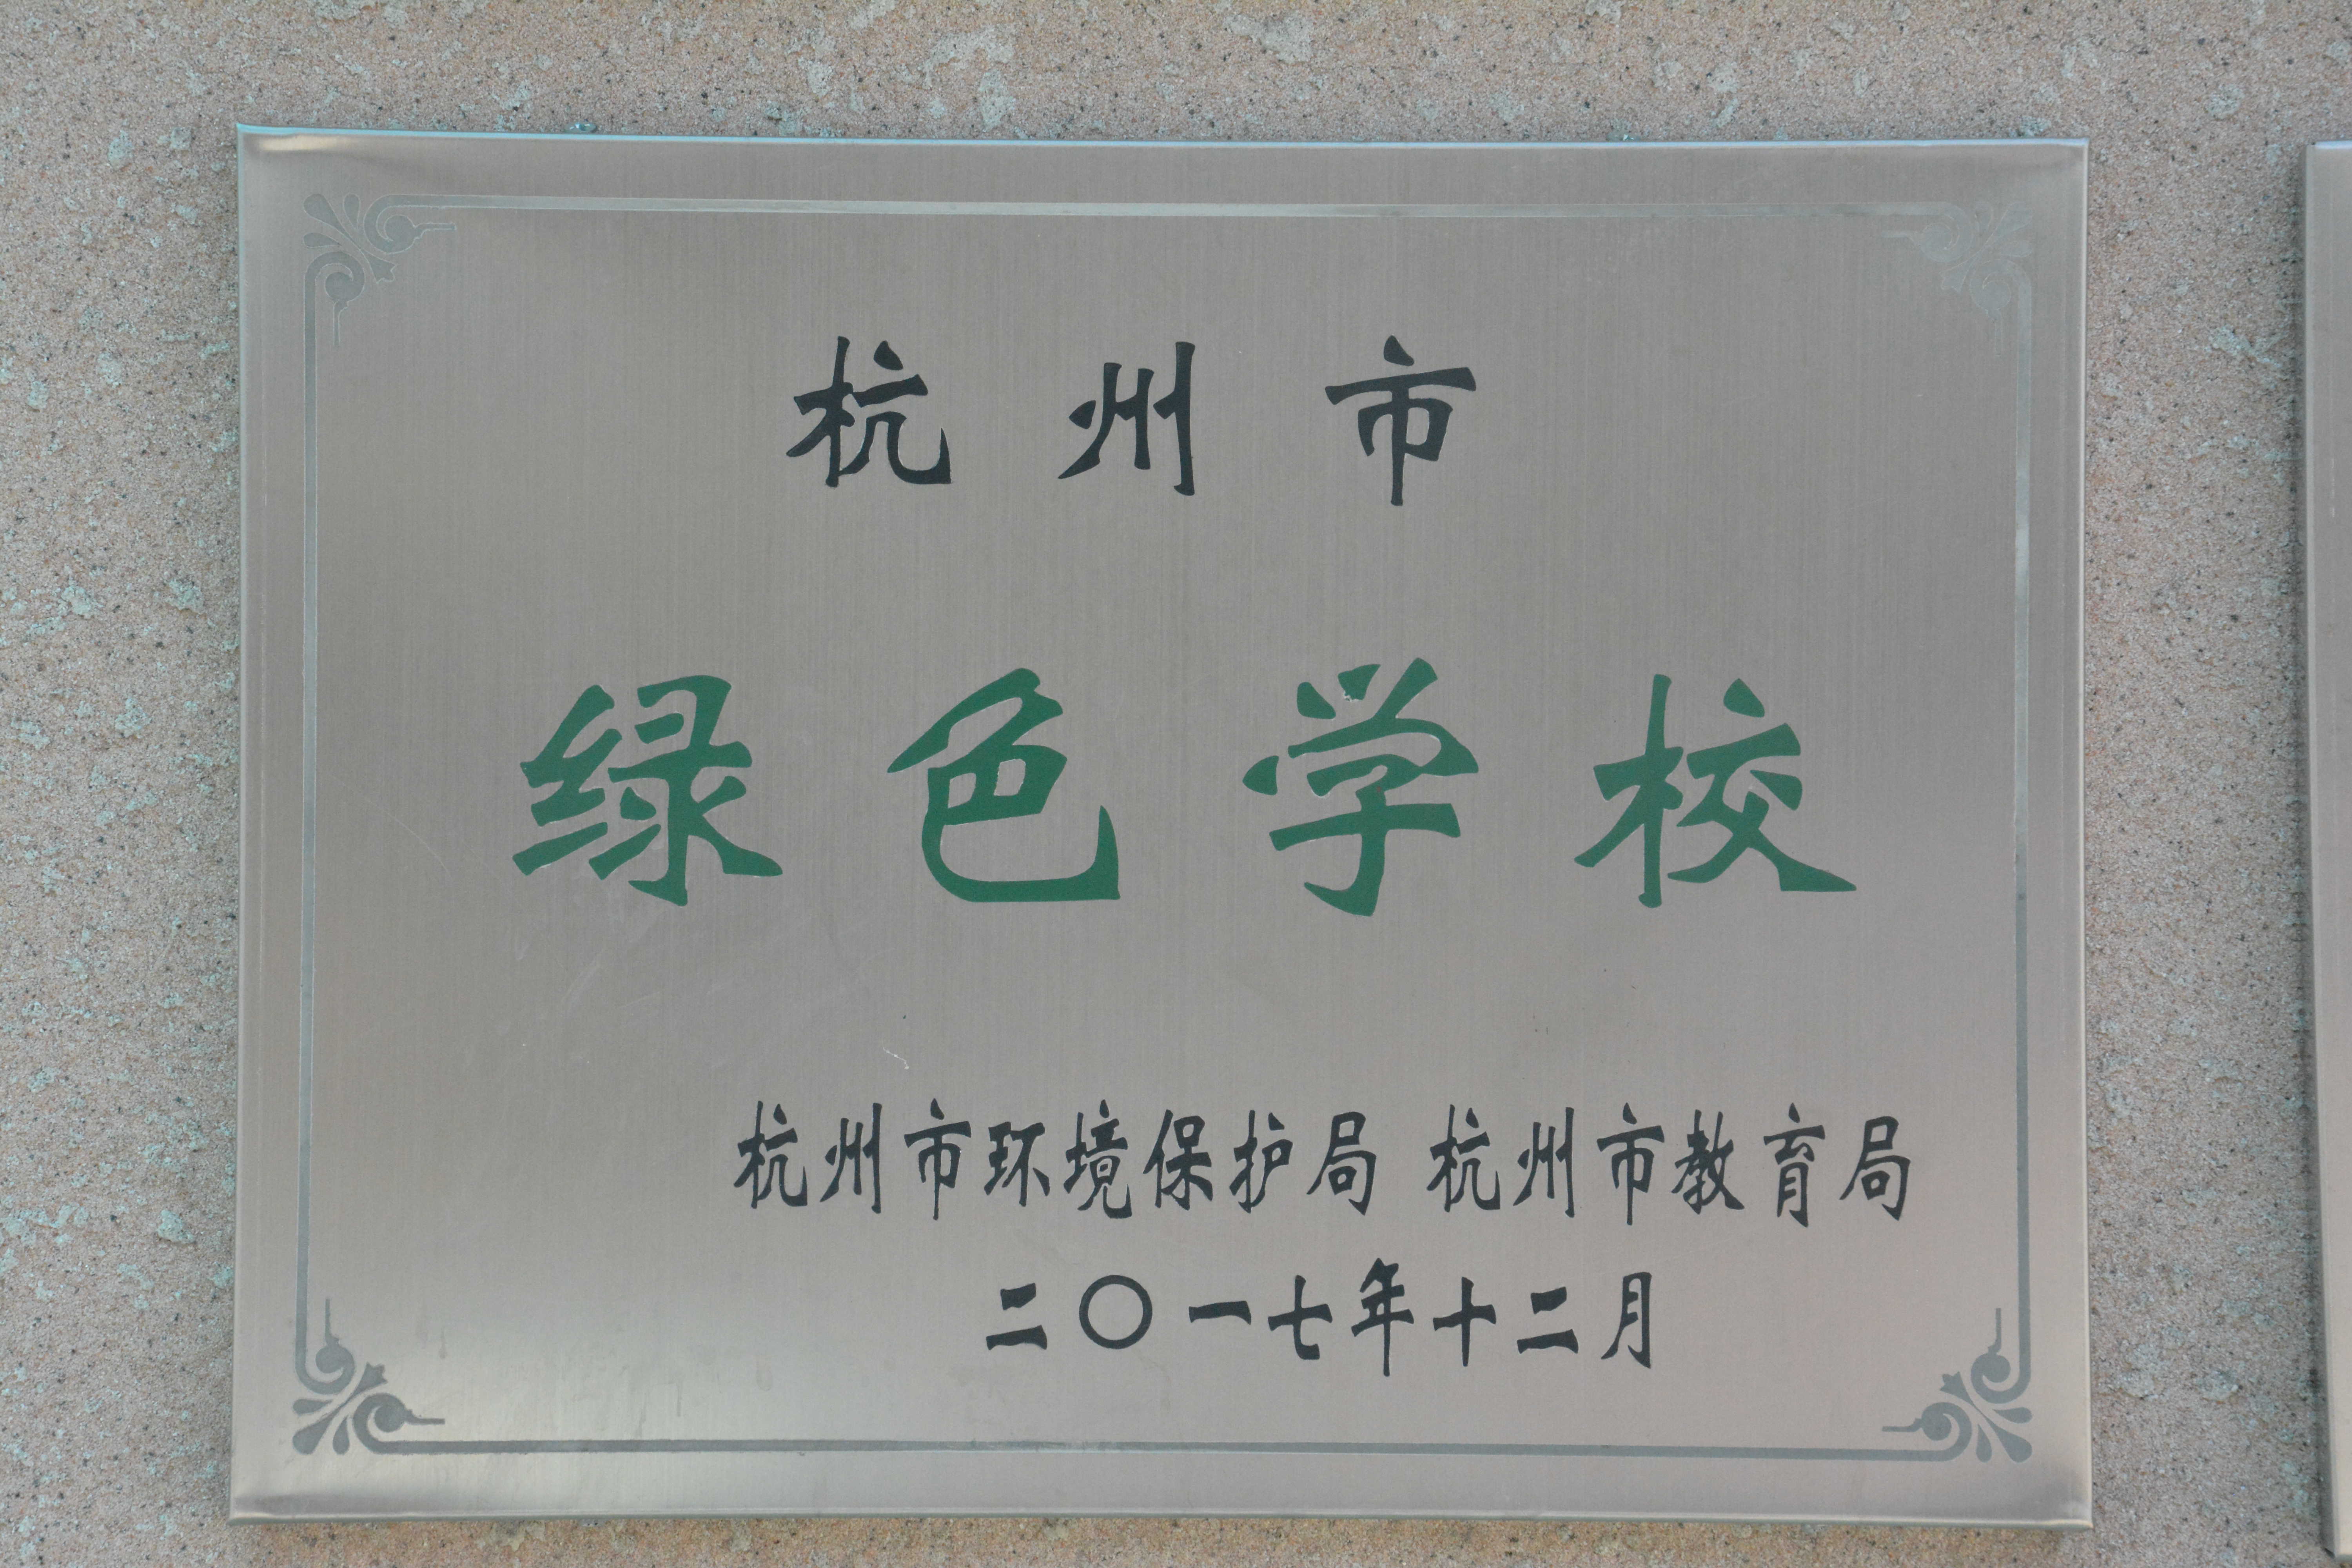 杭州市
绿色学校
杭州市环境保护局 杭州市教育局
二〇一七年十二月